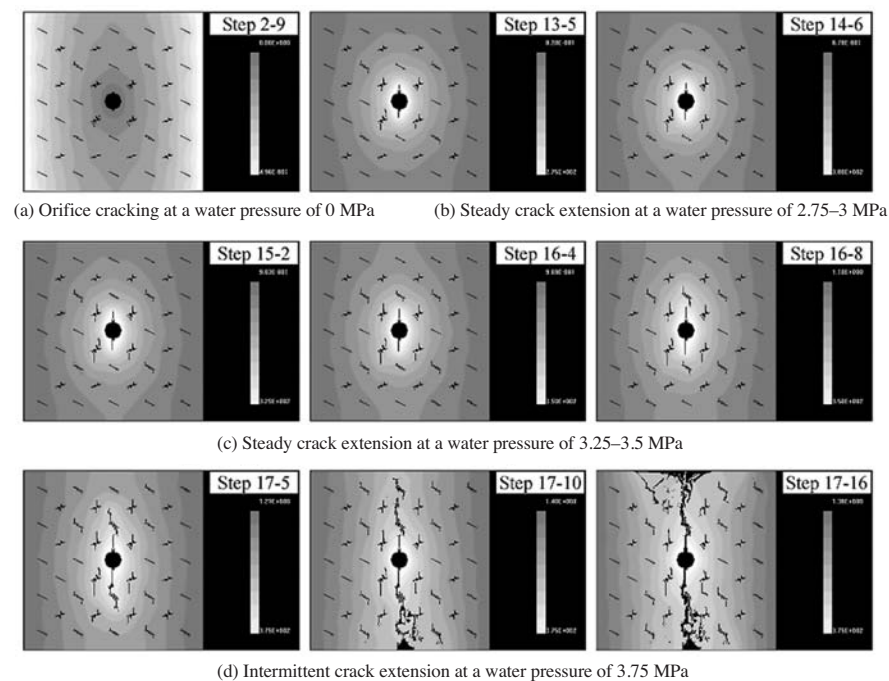 Step 2-9
Step 13-5
Step 14-6
(a) Orifice cracking at a water pressure of 0 MPa
(b) Steady crack extension at a water pressure of 2.75–3 MPa
Step 15-2
Step 16-4
Step 16-8
(c) Steady crack extension at a water pressure of 3.25–3.5 MPa
Step 17-5
Step 17-10
Step 17-16
(d) Intermittent crack extension at a water pressure of 3.75 MPa